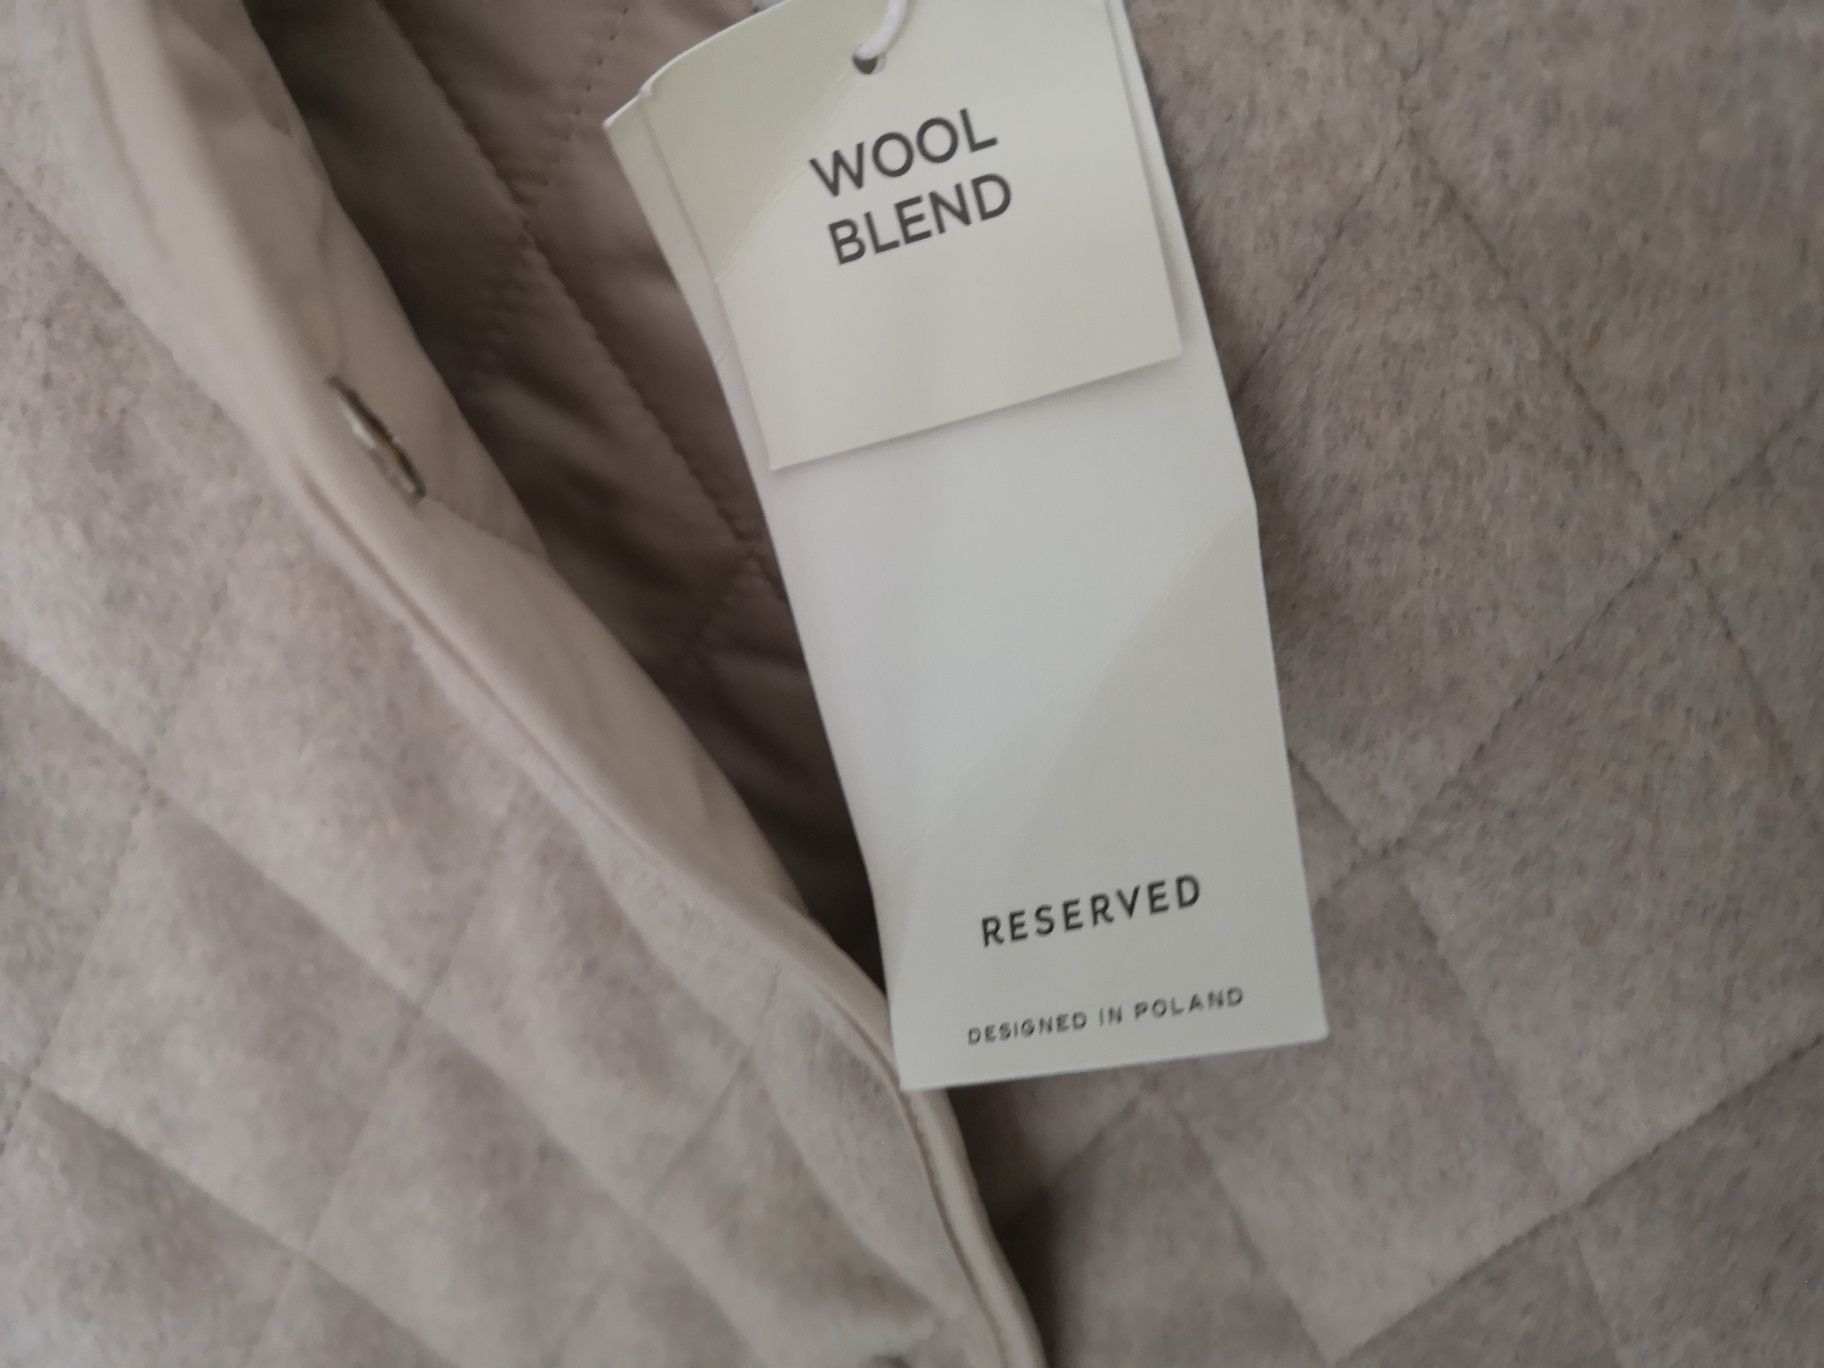 WOOL
BLEND
RESERVED
DESIGNED IN POLAND